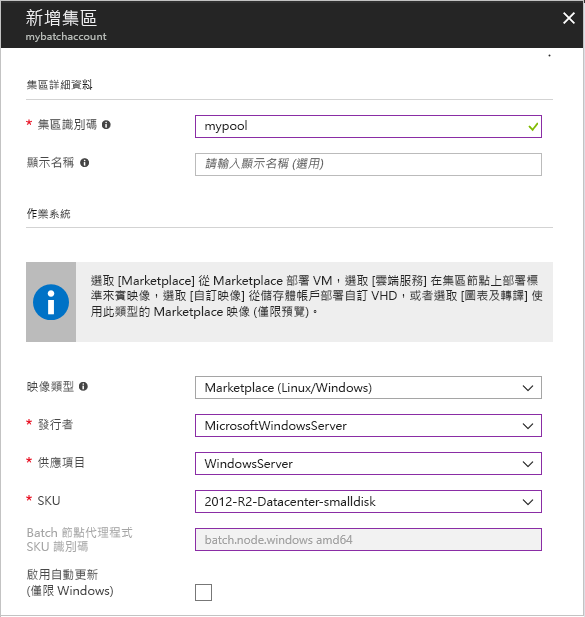 新增集區
mybatchaccount
集區詳細資料
* 集區識別碼
mypool
顯示名稱
請輸入顯示名稱 (選用)
作業系統
選取 [Marketplace] 從 Marketplace 部署 VM，選取 [雲端服務] 在集區節點上部署標
準來賓映像，選取 [自訂映像] 從儲存體帳戶部署自訂 VHD，或者選取 [圖表及轉譯] 使
用此類型的 Marketplace 映像 (僅限預覽)。
映像類型
Marketplace (Linux/Windows)
* 發行者
MicrosoftWindowsServer
* 供應項目
WindowsServer
* SKU
2012-R2-Datacenter-smalldisk
Batch 節點代理程式
SKU 識別碼
batch.node.windows amd64
啟用自動更新
(僅限 Windows)